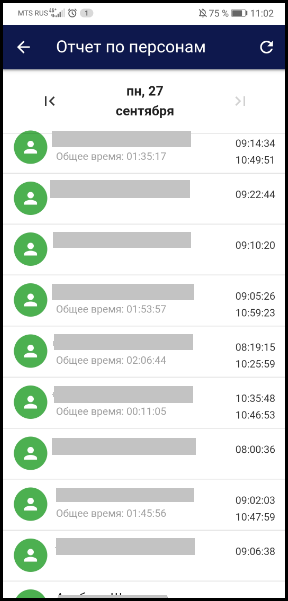 MTS RUS 1 75 % 11:02
Отчет по персонам
пн, 27
сентября
09:14:34
Общее время: 01:35:17
10:49:51
09:22:44
09:10:20
09:05:26
Общее время: 01:53:57
10:59:23
08:19:15
Общее время: 02:06:44
10:25:59
10:35:48
Общее время: 00:11:05
10:46:53
08:00:36
09:02:03
Общее время: 01:45:56
10:47:59
09:06:38